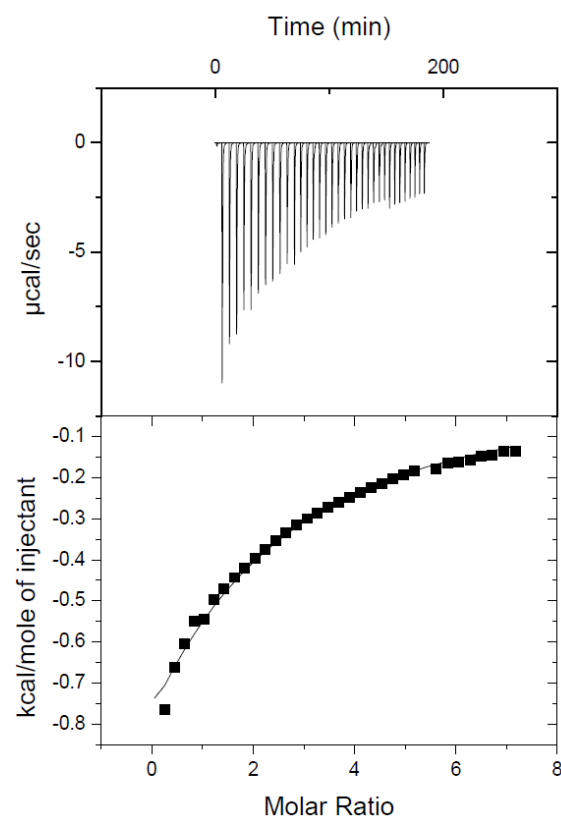 Time (min)
0 200
0
-5
-10
µcal/sec
-0.1
-0.2
-0.3
-0.4
-0.5
-0.6
-0.7
-0.8
kcal/mole of injectant
0 2 4 6 8
Molar Ratio